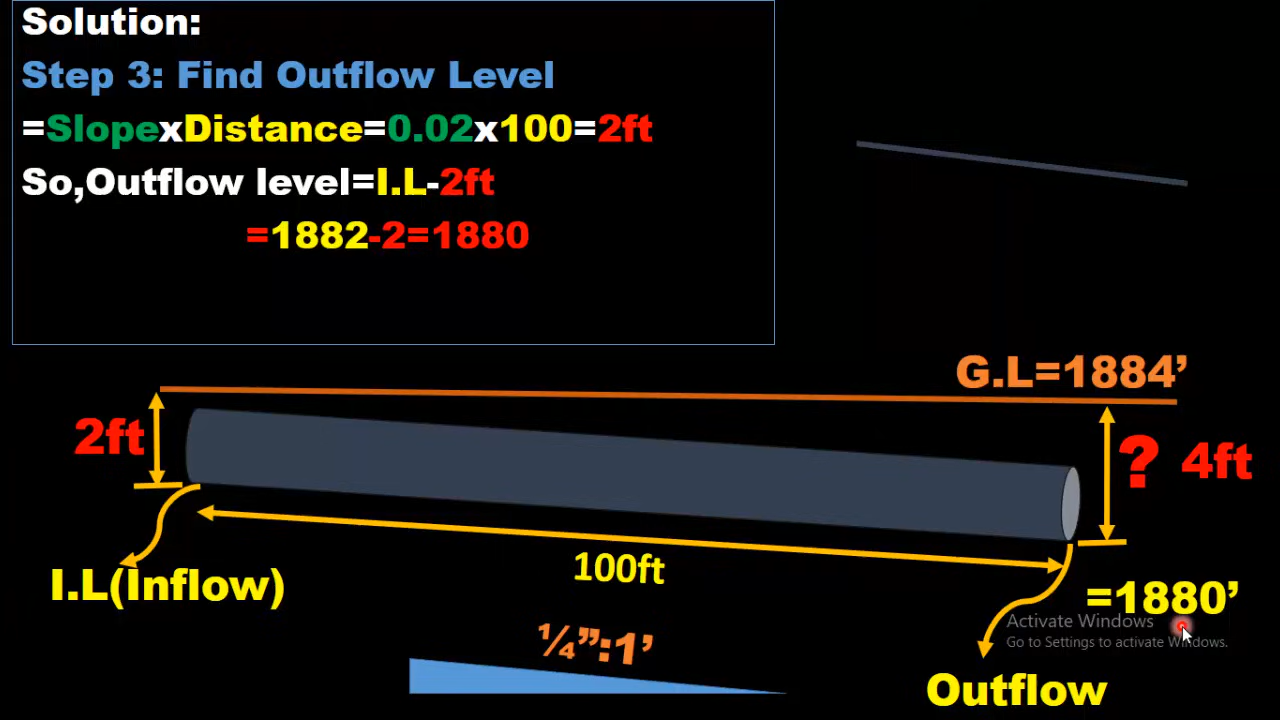 Solution:
Step 3: Find Outflow Level
=SlopexDistance=0.02x100=2ft
So,Outflow level=I.L-2ft
=1882-2=1880
G.L=1884’
2ft
? 4ft
100ft
I.L(Inflow)
=1880’
Activate Windows
Go to Settings to activate Windows.
¼”:1’
Outflow